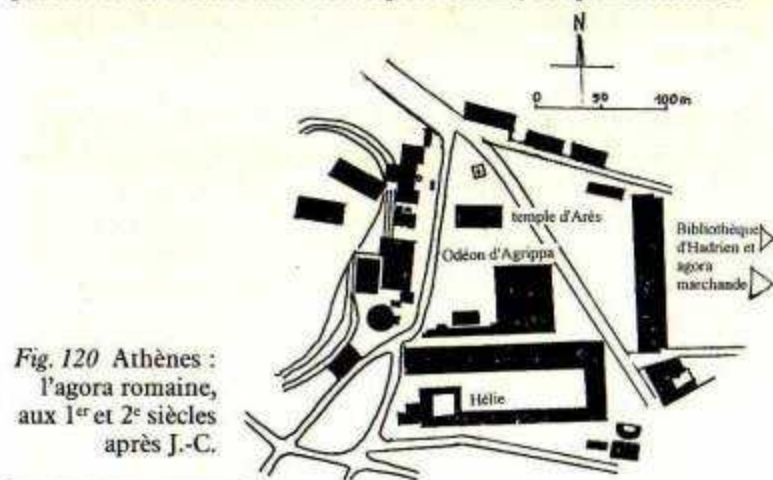 N
0 50 100m
temple d'Arès
Bibliothèque
d'Hadrien et
agora
marchande
Odéon d'Agrippa
Hélie
Fig. 120 Athènes :
l'agora romaine,
aux 1er et 2e siècles
après J.-C.